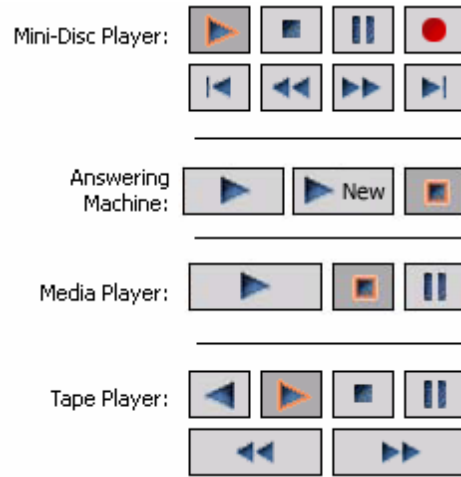 Mini-Disc Player:
Answering
Machine:
New
Media Player:
Tape Player: